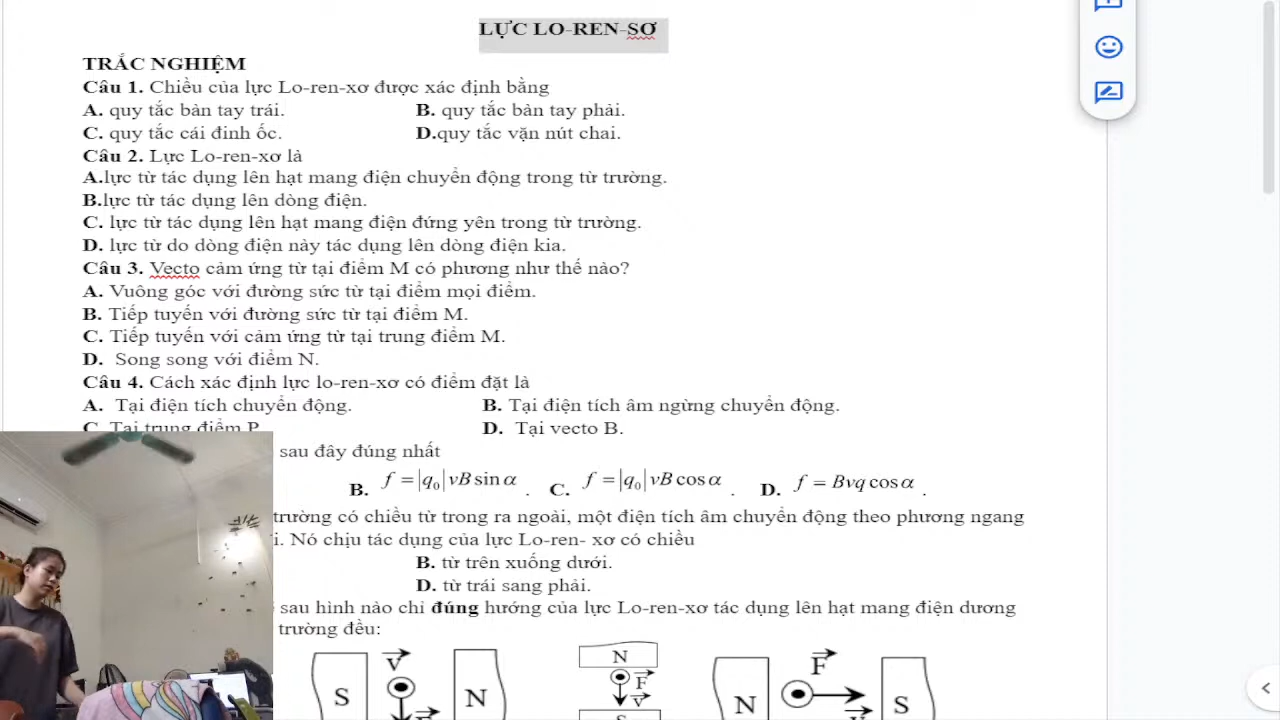 LỰC LO-REN-SƠ
TRẮC NGHIỆM
Câu 1. Chiều của lực Lo-ren-xơ được xác định bằng
A. quy tắc bàn tay trái. B. quy tắc bàn tay phải.
C. quy tắc cái đinh ốc. D.quy tắc vặn nút chai.
Câu 2. Lực Lo-ren-xơ là
A.lực từ tác dụng lên hạt mang điện chuyển động trong từ trường.
B.lực từ tác dụng lên dòng điện.
C. lực từ tác dụng lên hạt mang điện đứng yên trong từ trường.
D. lực từ do dòng điện này tác dụng lên dòng điện kia.
Câu 3. Vecto cảm ứng từ tại điểm M có phương như thế nào?
A. Vuông góc với đường sức từ tại điểm mọi điểm.
B. Tiếp tuyến với đường sức từ tại điểm M.
C. Tiếp tuyến với cảm ứng từ tại trung điểm M.
D. Song song với điểm N.
Câu 4. Cách xác định lực lo-ren-xơ có điểm đặt là
A. Tại điện tích chuyển động. B. Tại điện tích âm ngừng chuyển động.
C. Tại trung điểm P D. Tại vecto B.
sau đây đúng nhất
B. f = |q₀| vB sin α . C. f = |q₀| vB cos α . D. f = Bvq cos α .
trường có chiều từ trong ra ngoài, một điện tích âm chuyển động theo phương ngang
i. Nó chịu tác dụng của lực Lo-ren- xơ có chiều
B. từ trên xuống dưới.
D. từ trái sang phải.
sau hình nào chỉ đúng hướng của lực Lo-ren-xơ tác dụng lên hạt mang điện dương
trường đều:
S v N N F v N F S